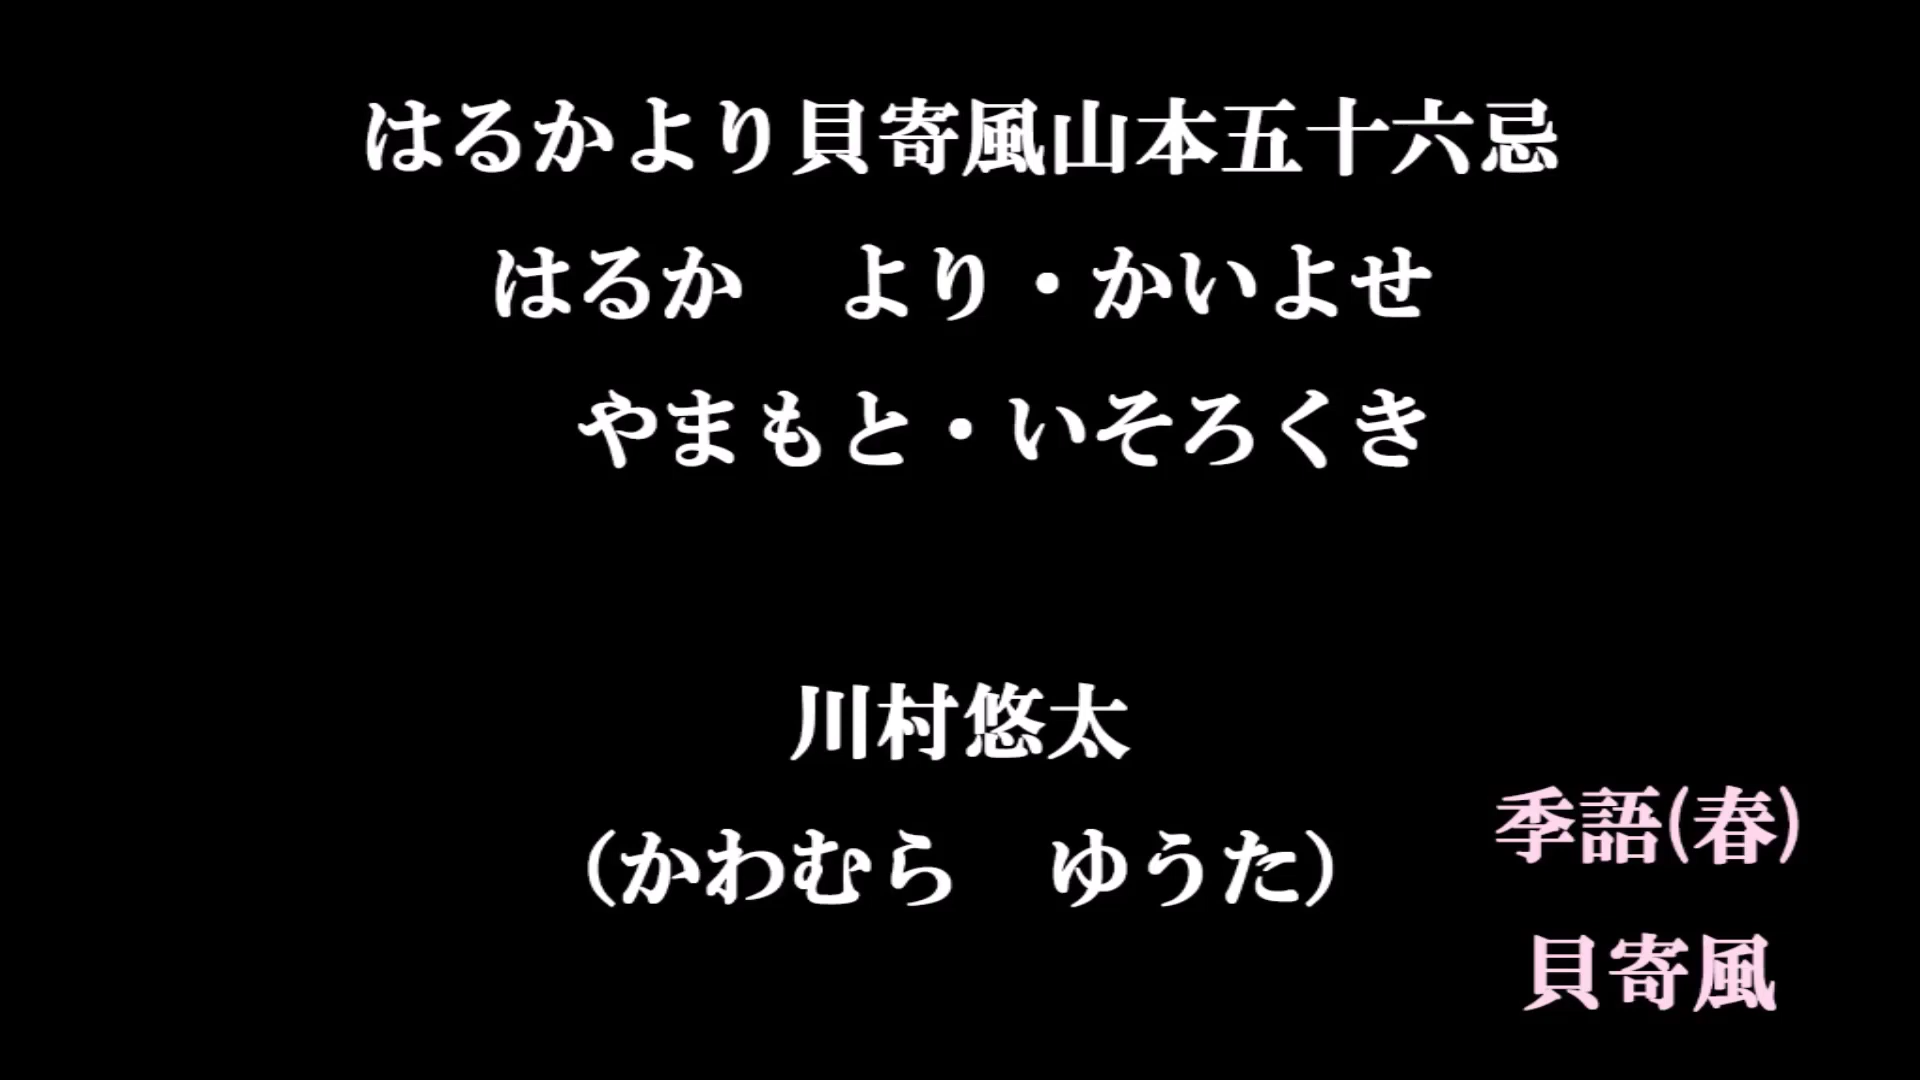 はるかより貝寄風山本五十六忌
はるか　より・かいよせ
やまもと・いそろくき
川村悠太
（かわむら　ゆうた）
季語(春)
貝寄風